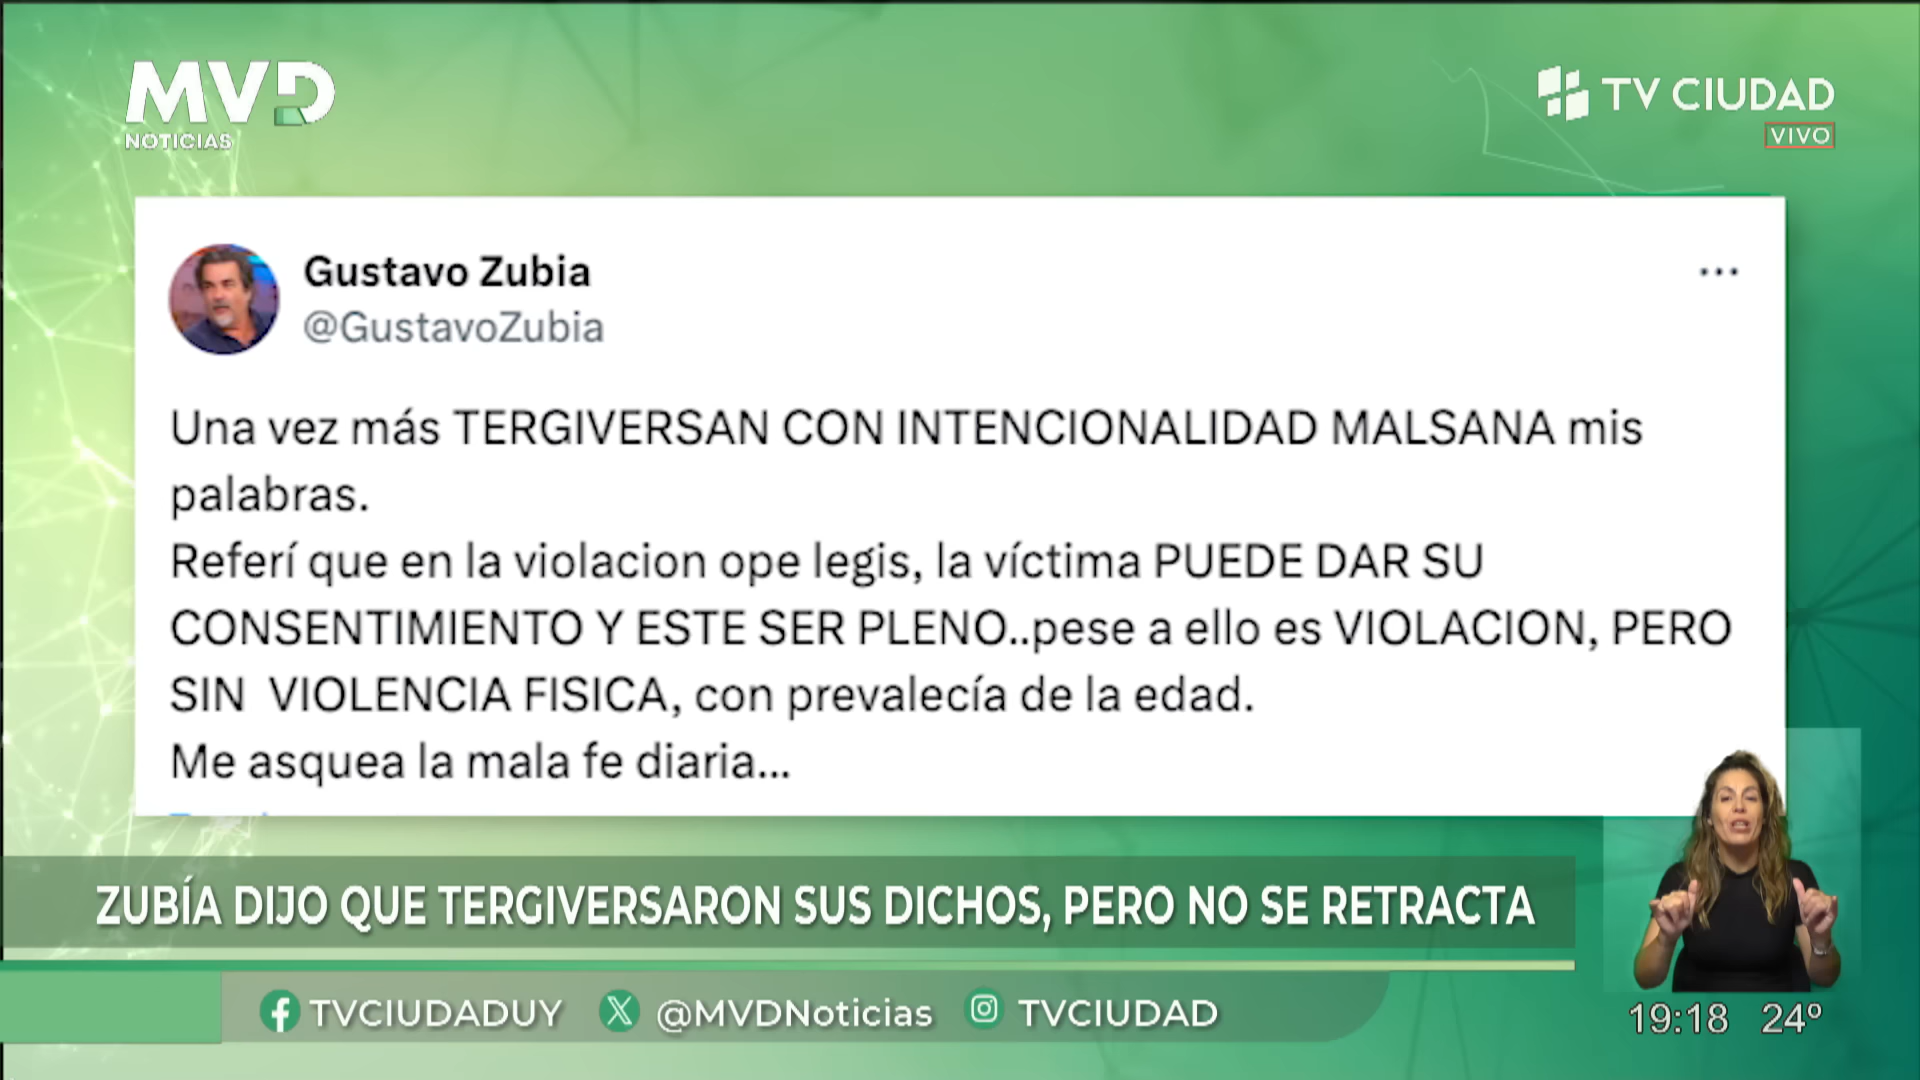 MVD
NOTICIAS
TV CIUDAD
VIVO
Gustavo Zubia
@GustavoZubia
Una vez más TERGIVERSAN CON INTENCIONALIDAD MALSANA mis
palabras.
Referí que en la violacion ope legis, la víctima PUEDE DAR SU
CONSENTIMIENTO Y ESTE SER PLENO..pese a ello es VIOLACION, PERO
SIN VIOLENCIA FISICA, con prevalecía de la edad.
Me asquea la mala fe diaria...
ZUBÍA DIJO QUE TERGIVERSARON SUS DICHOS, PERO NO SE RETRACTA
TVCIUDADUY @MVDNoticias TVCIUDAD
19:18 24º